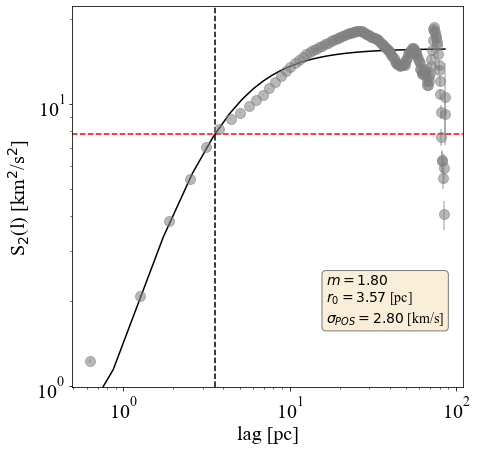 S₂(l) [km²/s²]
10¹
10⁰
m = 1.80
r₀ = 3.57 [pc]
σ_POS = 2.80 [km/s]
10⁰ 10¹ 10²
lag [pc]